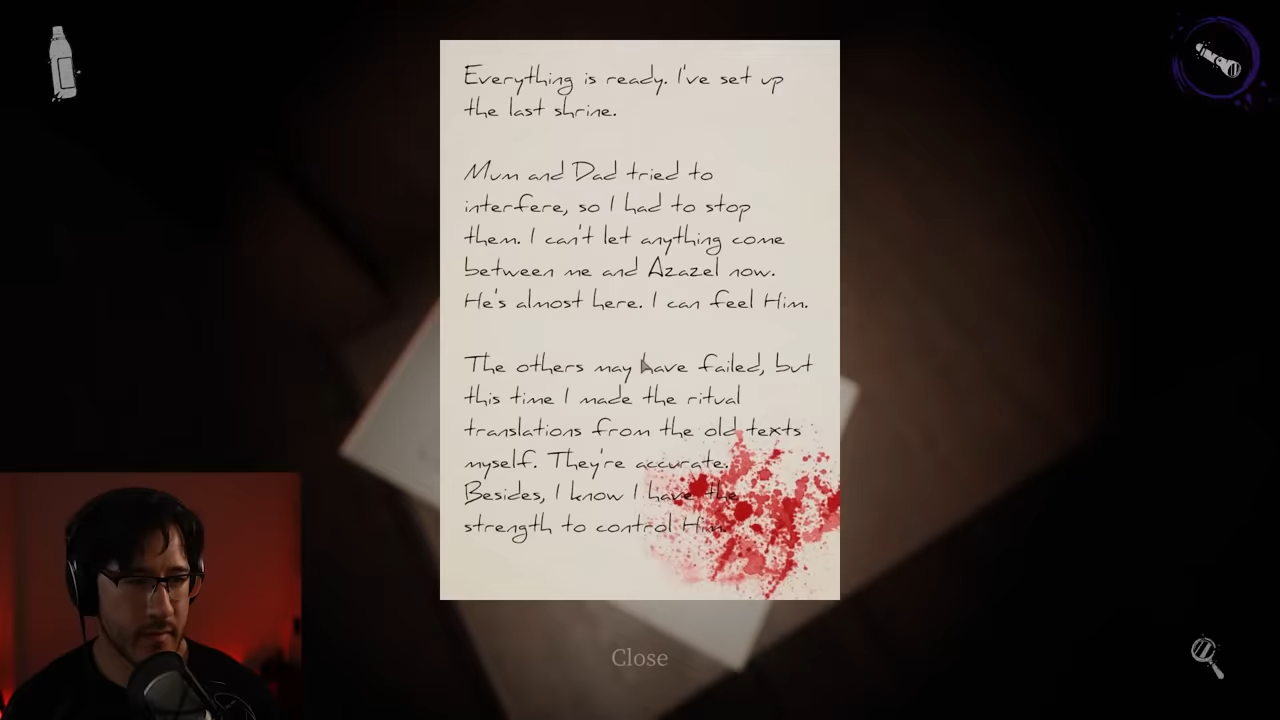 Everything is ready. I've set up
the last shrine.
Mum and Dad tried to
interfere, so I had to stop
them. I can't let anything come
between me and Azazel now.
He's almost here. I can feel Him.
The others may have failed, but
this time I made the ritual
translations from the old texts
myself. They're accurate.
Besides, I know I have the
strength to control Him.
Close